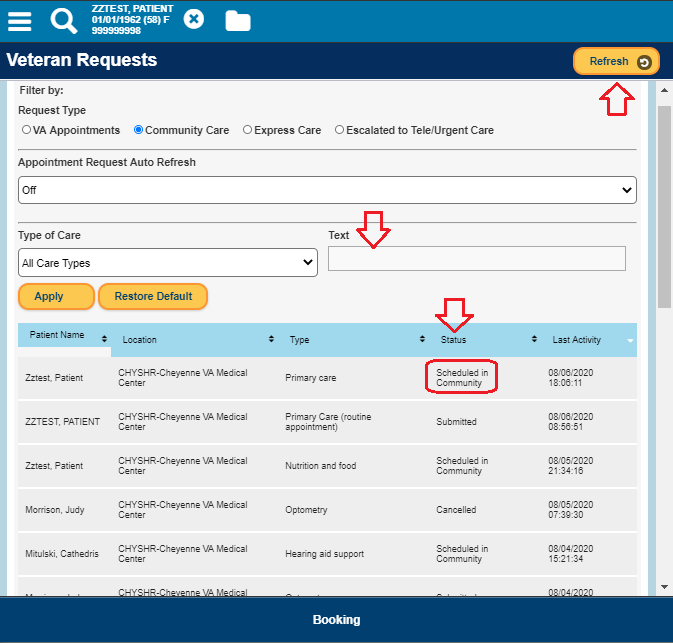 ZZTEST, PATIENT
01/01/1962 (58) F
999999998
Veteran Requests
Refresh
Filter by:
Request Type
VA Appointments Community Care Express Care Escalated to Tele/Urgent Care
Appointment Request Auto Refresh
Off
Type of Care Text
All Care Types
Apply Restore Default
Patient Name Location Type Status Last Activity
Zztest, Patient CHYSHR-Cheyenne VA Medical Center Primary care Scheduled in Community 08/06/2020 18:06:11
ZZTEST, PATIENT CHYSHR-Cheyenne VA Medical Center Primary Care (routine appointment) Submitted 08/06/2020 08:56:51
Zztest, Patient CHYSHR-Cheyenne VA Medical Center Nutrition and food Scheduled in Community 08/05/2020 21:34:16
Morrison, Judy CHYSHR-Cheyenne VA Medical Center Optometry Cancelled 08/05/2020 07:39:30
Mitulski, Cathedris CHYSHR-Cheyenne VA Medical Center Hearing aid support Scheduled in Community 08/04/2020 15:21:34
CHYSHR-Cheyenne VA Medical 08/04/2020
Booking